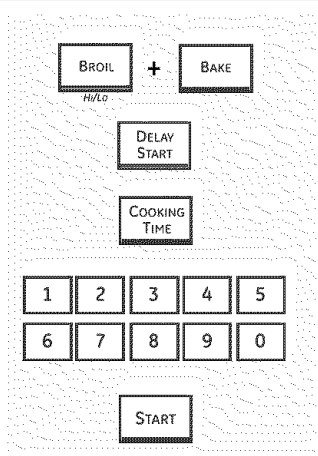 BROIL + BAKE
Hi/Lo
DELAY
START
COOKING
TIME
1 2 3 4 5
6 7 8 9 0
START